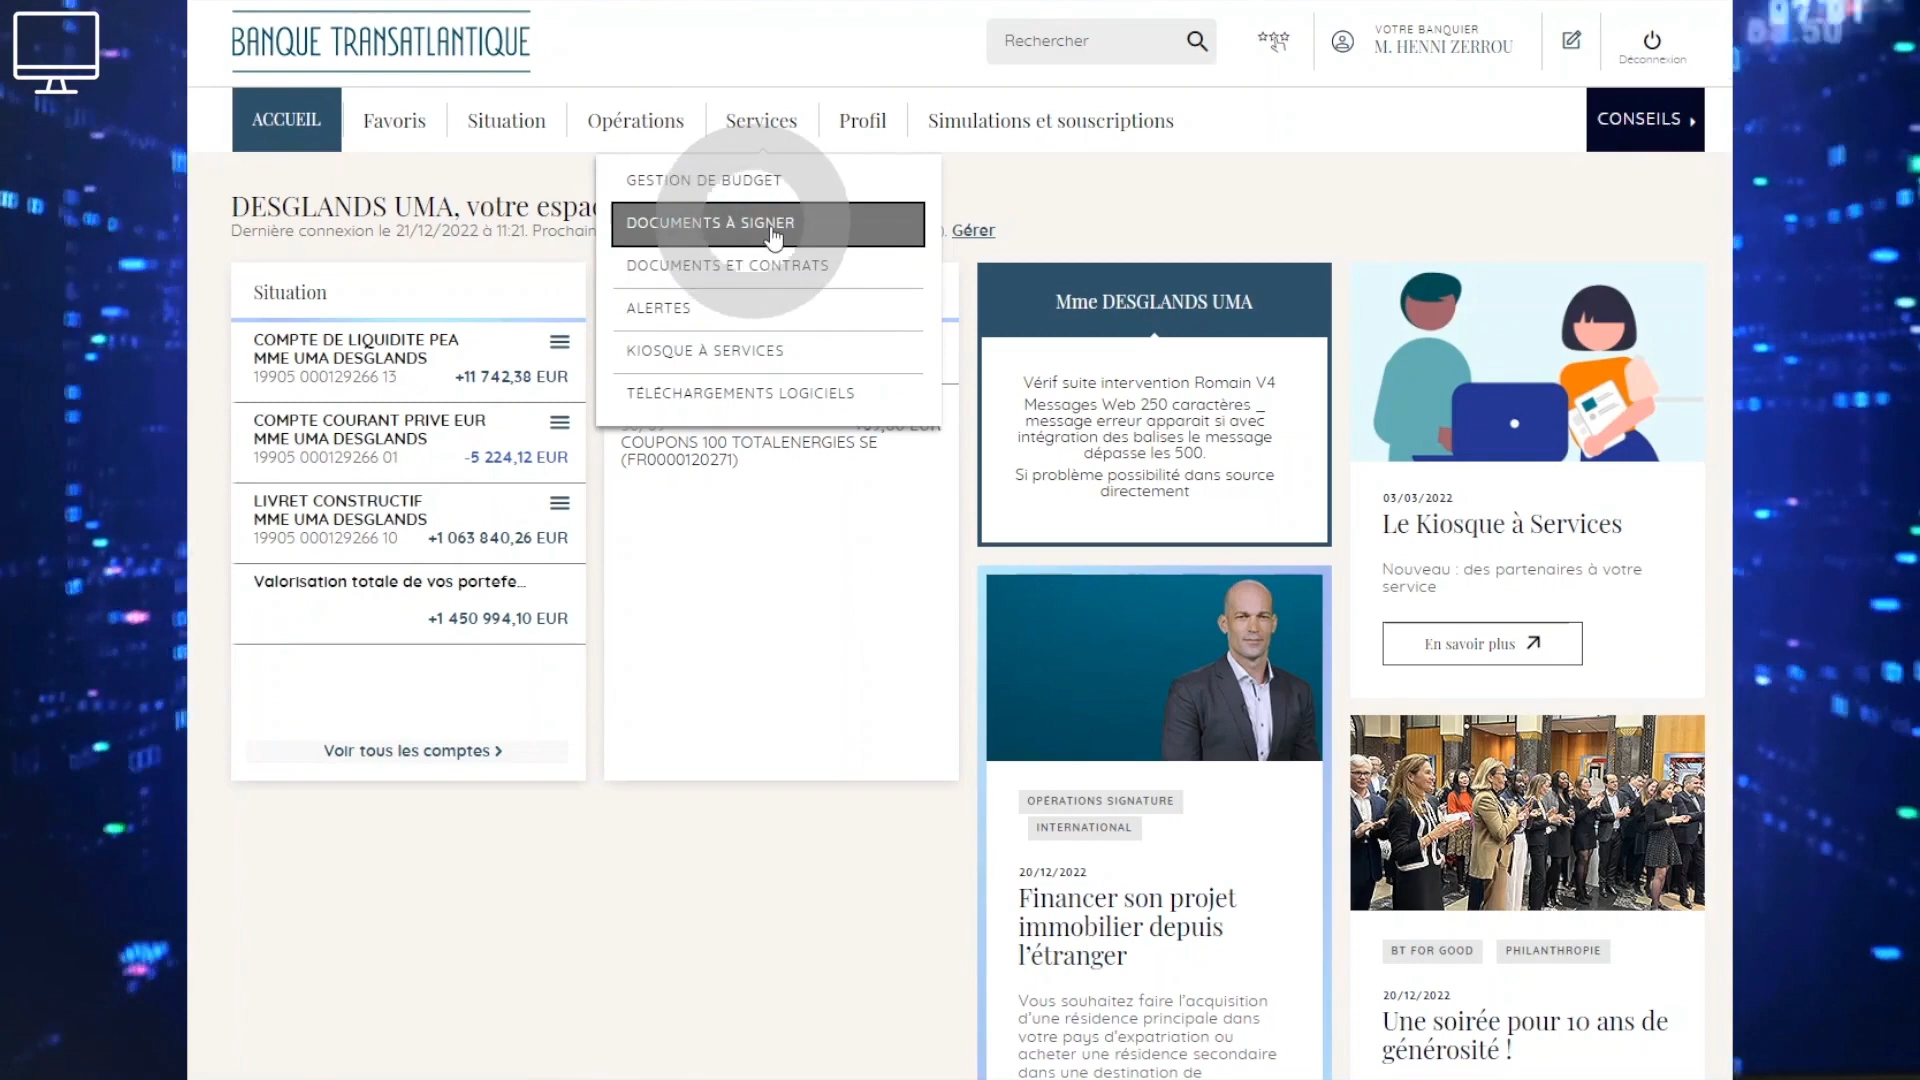 BANQUE TRANSATLANTIQUE
Rechercher
VOTRE BANQUIER
M. HENNI ZERROU
Déconnexion
ACCUEIL
Favoris
Situation
Opérations
Services
Profil
Simulations et souscriptions
CONSEILS
GESTION DE BUDGET
DOCUMENTS À SIGNER
DOCUMENTS ET CONTRATS
ALERTES
KIOSQUE À SERVICES
TÉLÉCHARGEMENTS LOGICIELS
DESGLANDS UMA, votre
Dernière connexion le 21/12/2022 à 11:21.
Gérer
Situation
COMPTE DE LIQUIDITE PEA
MME UMA DESGLANDS
19905 000129266 13 +11 742,38 EUR
COMPTE COURANT PRIVE EUR
MME UMA DESGLANDS
19905 000129266 01 -5 224,12 EUR
LIVRET CONSTRUCTIF
MME UMA DESGLANDS
19905 000129266 10 +1 063 840,26 EUR
Valorisation totale de vos portefe...
+1 450 994,10 EUR
Voir tous les comptes >
COUPONS 100 TOTALENERGIES SE
(FR0000120271)
Mme DESGLANDS UMA
Vérif suite intervention Romain V4
Messages Web 250 caractères _
message erreur apparait si avec
intégration des balises le message
dépasse les 500.
Si problème possibilité dans source
directement
OPÉRATIONS SIGNATURE
INTERNATIONAL
20/12/2022
Financer son projet
immobilier depuis
l'étranger
Vous souhaitez faire l'acquisition
d'une résidence principale dans
votre pays d'expatriation ou
acheter une résidence secondaire
dans une destination de
03/03/2022
Le Kiosque à Services
Nouveau : des partenaires à votre
service
En savoir plus
BT FOR GOOD
PHILANTHROPIE
20/12/2022
Une soirée pour 10 ans de
générosité !